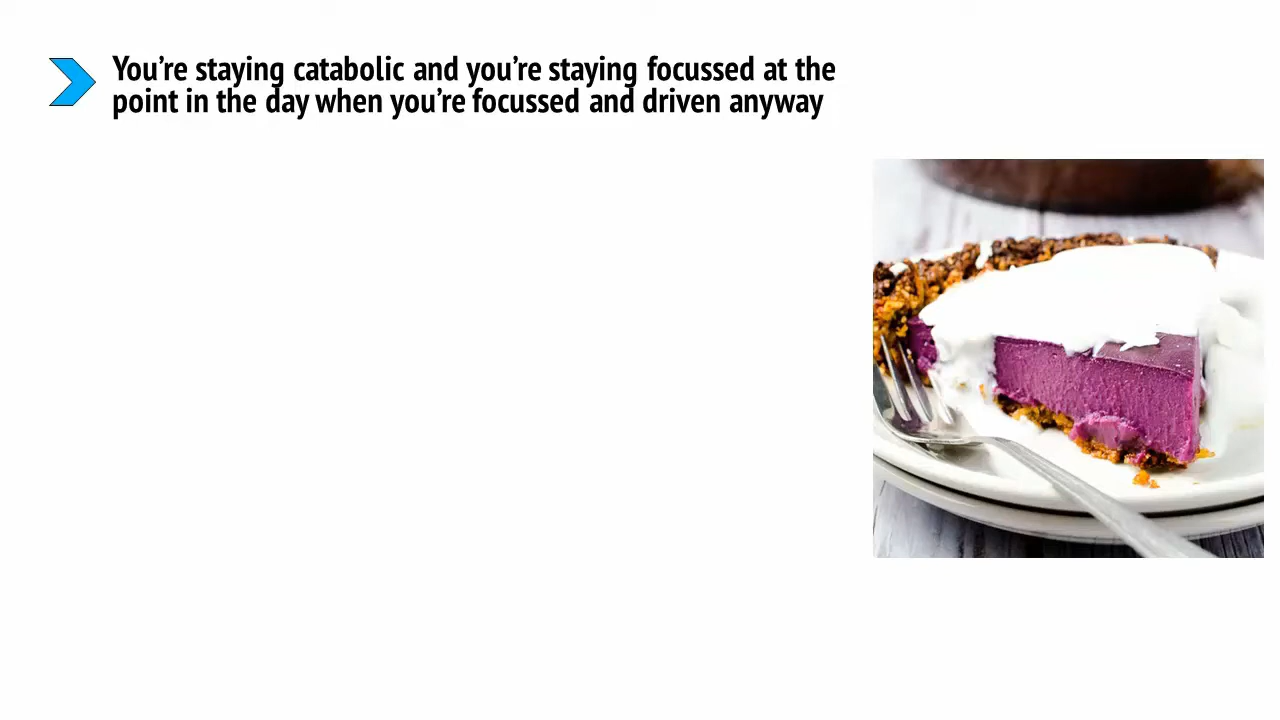 You’re staying catabolic and you’re staying focussed at the
point in the day when you’re focussed and driven anyway